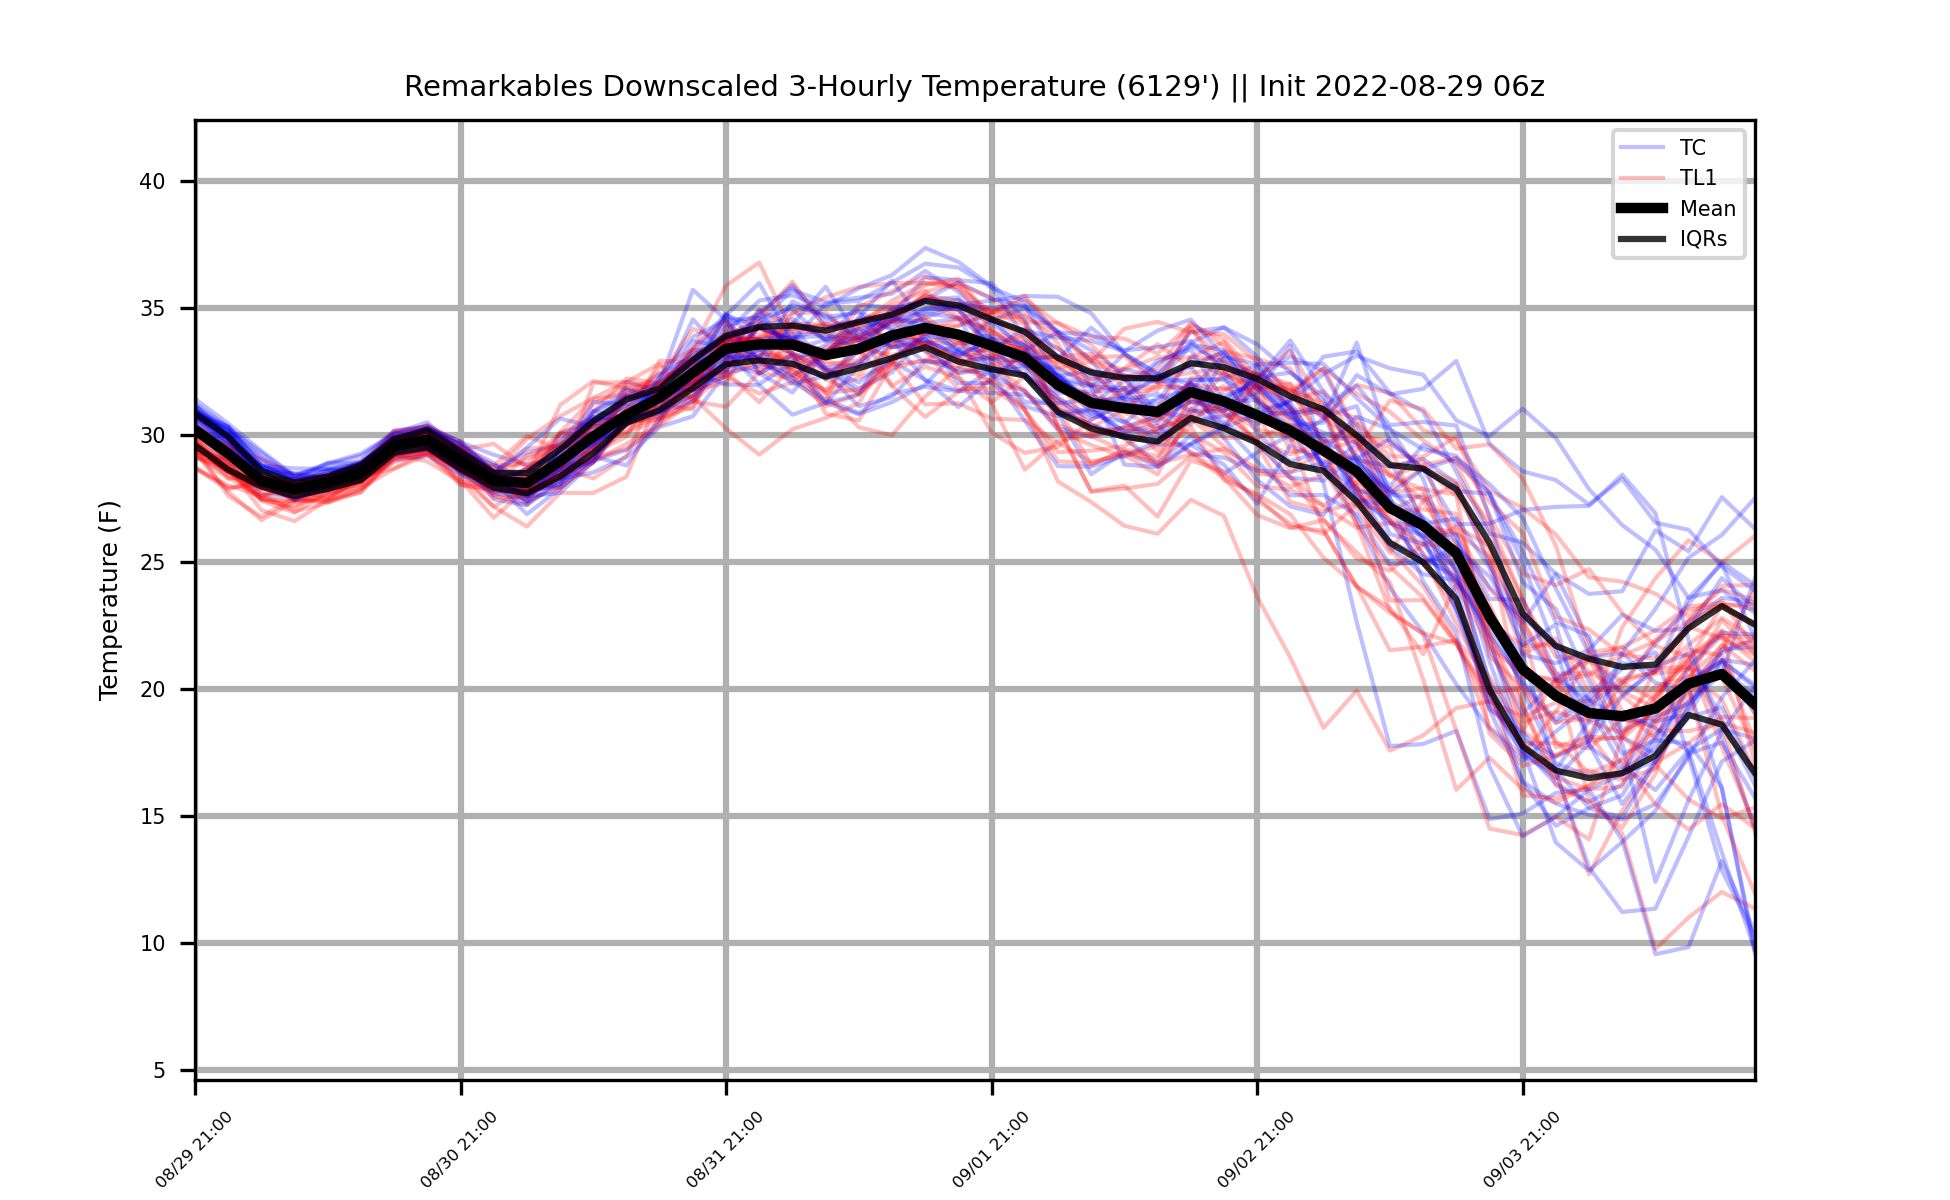 Remarkables Downscaled 3-Hourly Temperature (6129') || Init 2022-08-29 06z
TC
TL1
Mean
IQRs
Temperature (F)
40
35
30
25
20
15
10
5
08/29 21:00
08/30 21:00
08/31 21:00
09/01 21:00
09/02 21:00
09/03 21:00